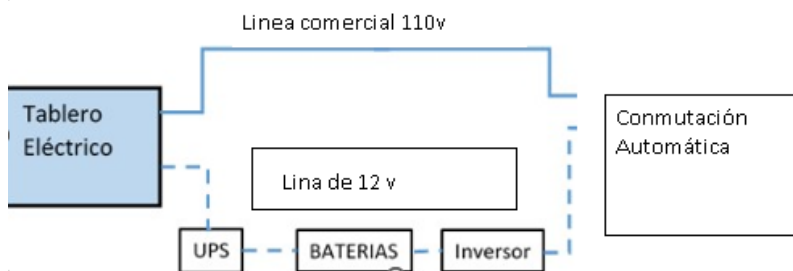 Linea comercial 110v
Tablero
Eléctrico
Conmutación
Automática
Lina de 12 v
UPS
BATERIAS
Inversor